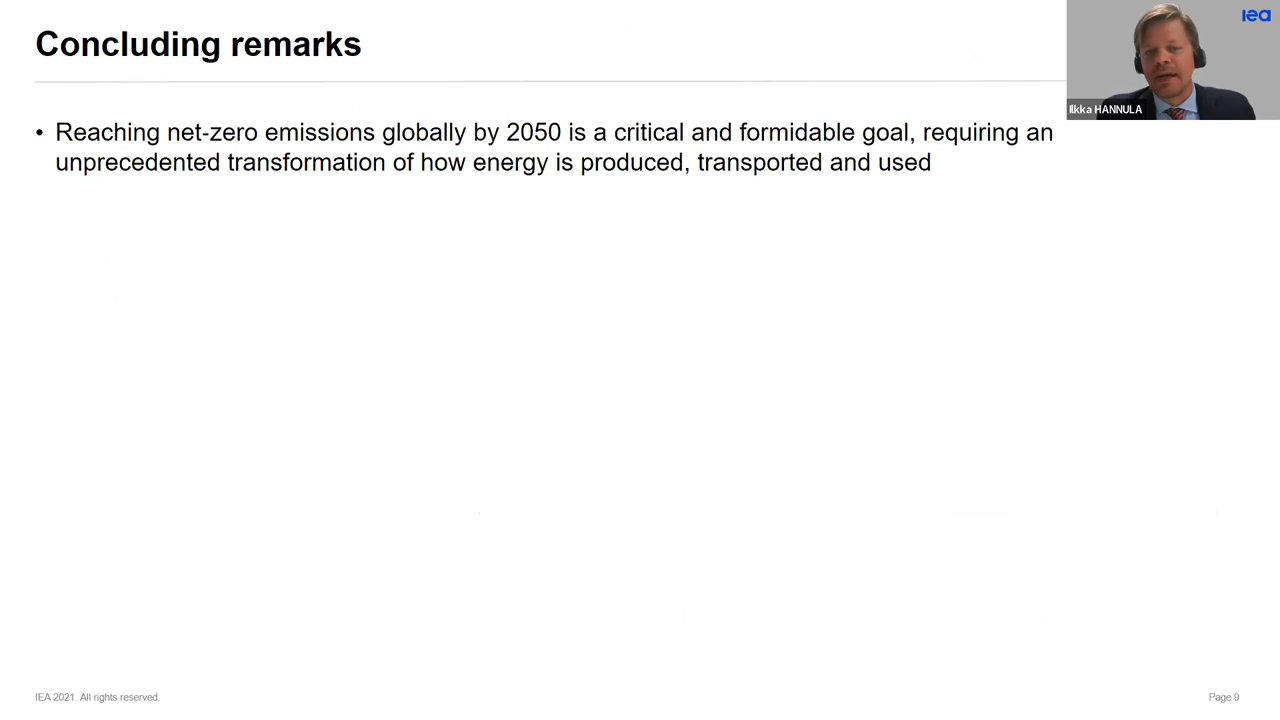 Concluding remarks
iea
Ilkka HANNULA
• Reaching net-zero emissions globally by 2050 is a critical and formidable goal, requiring an
unprecedented transformation of how energy is produced, transported and used
IEA 2021. All rights reserved.
Page 9